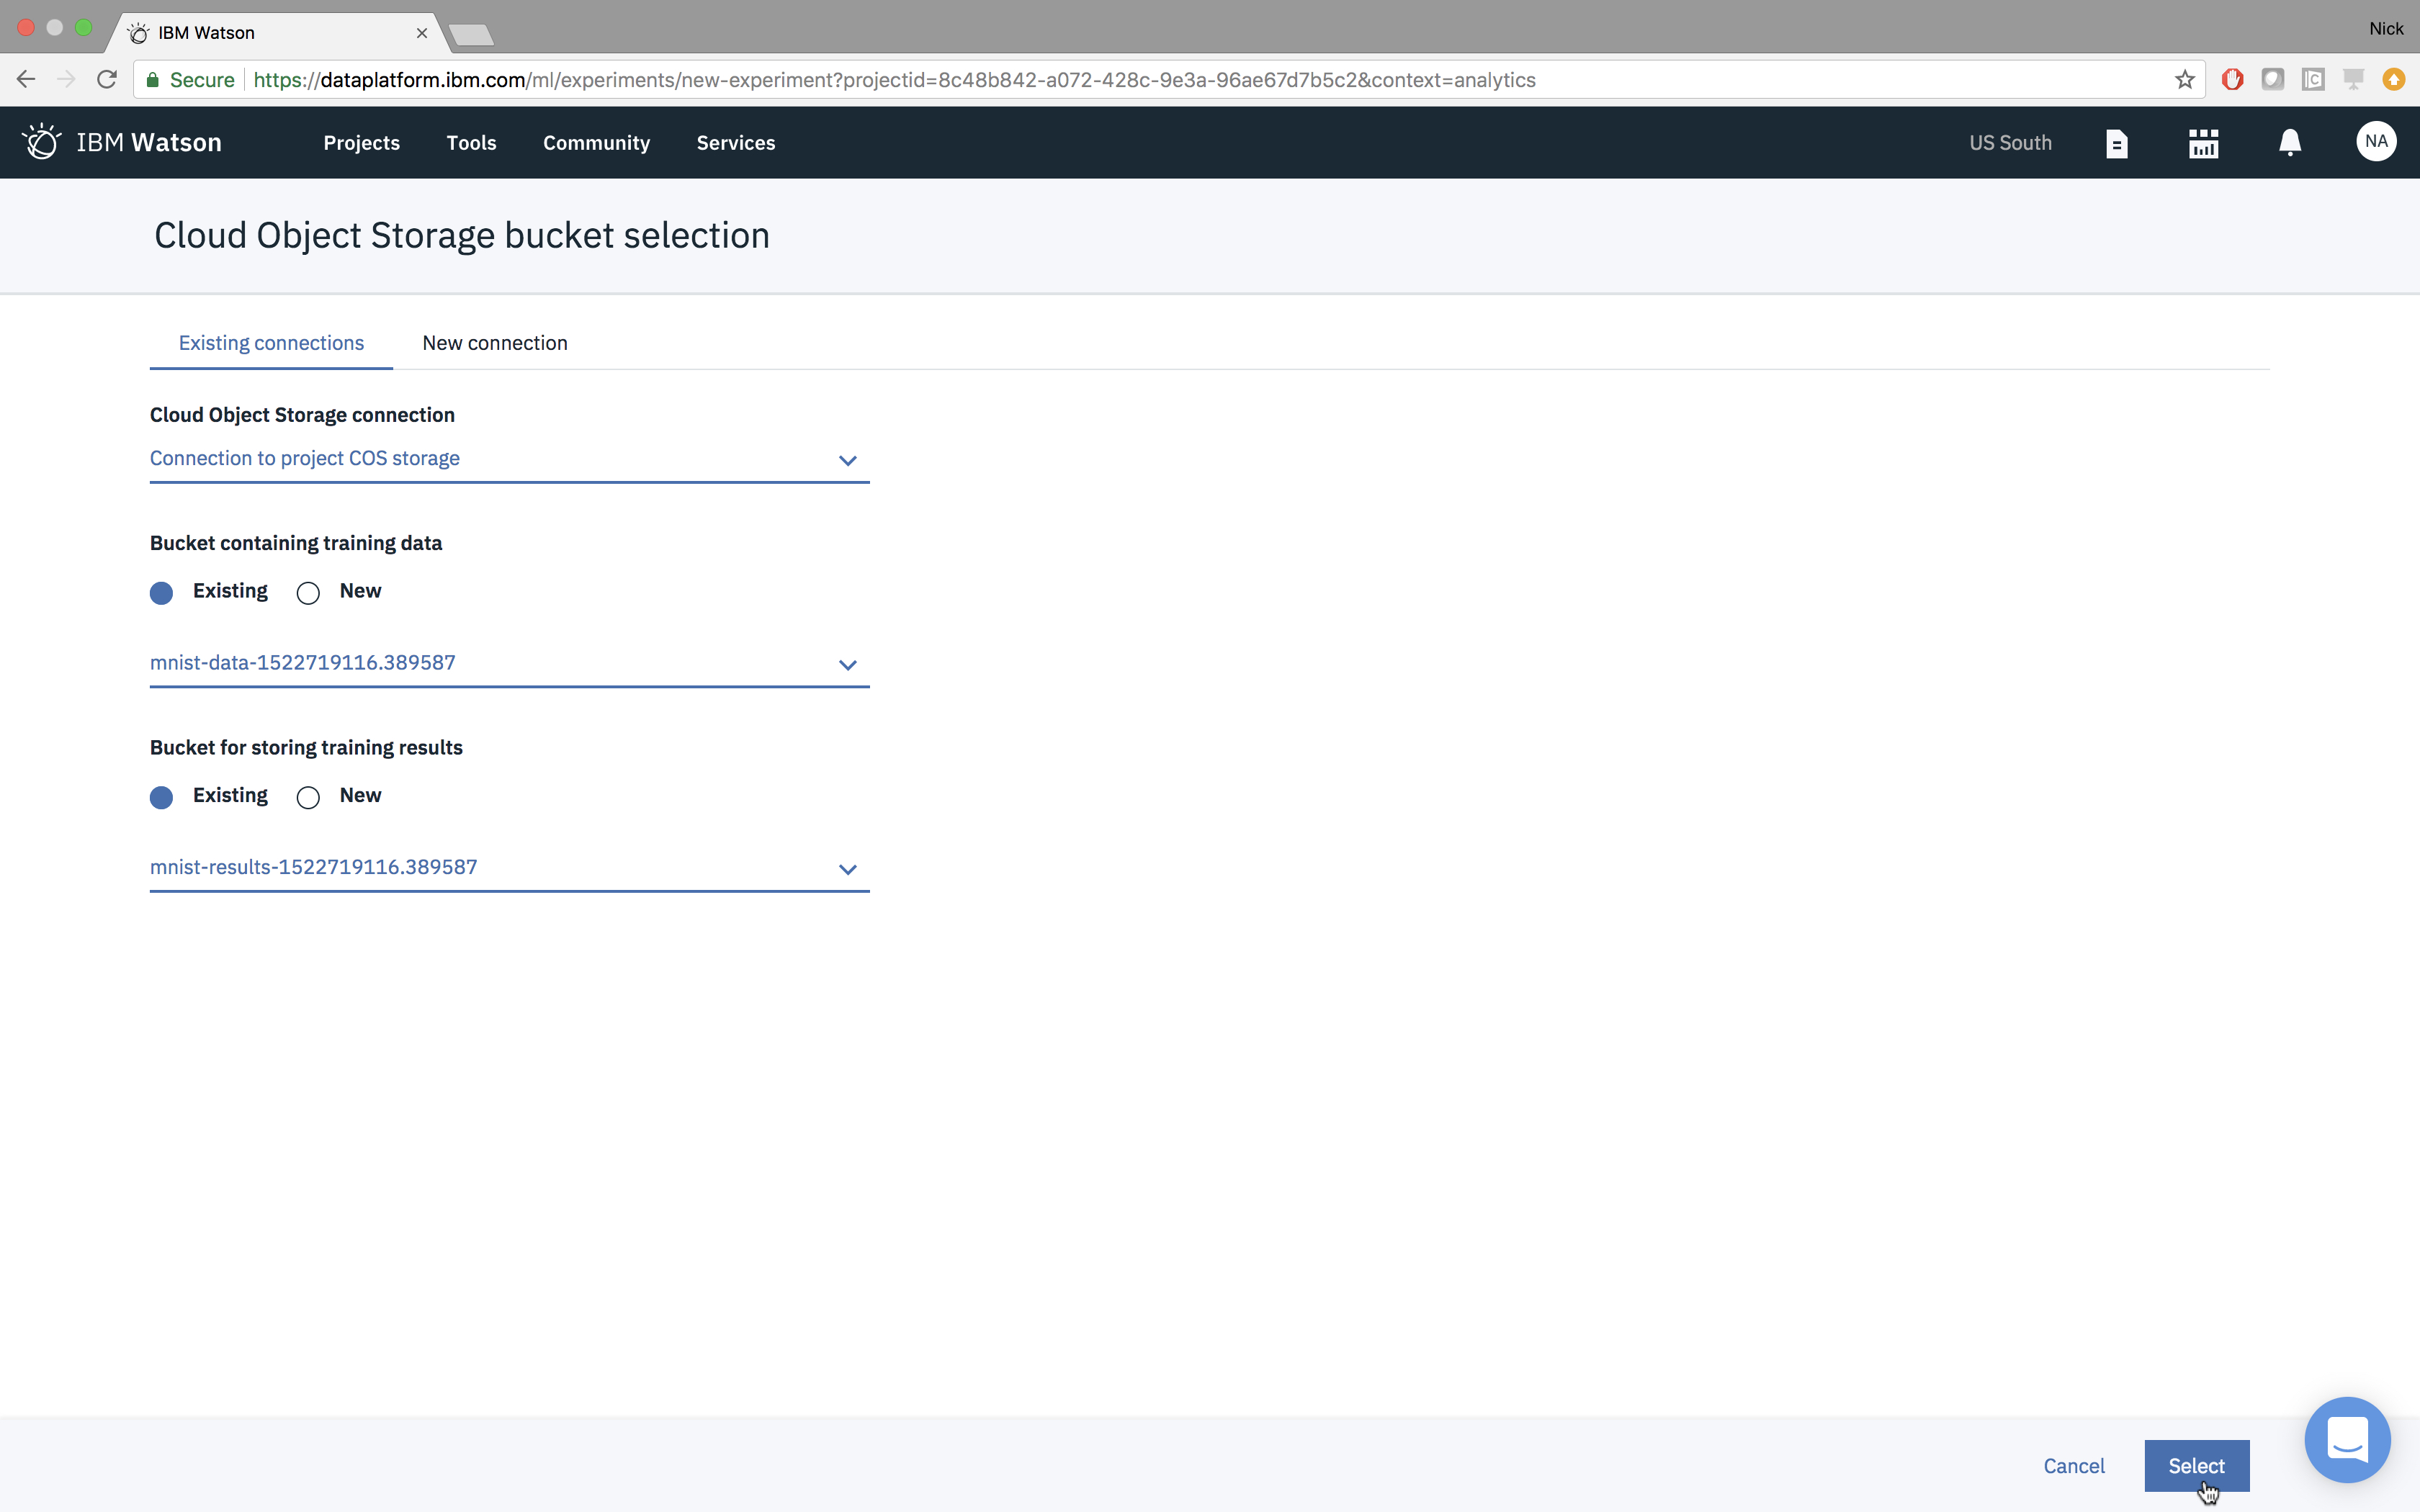 IBM Watson
Nick
Secure https://dataplatform.ibm.com/ml/experiments/new-experiment?projectid=8c48b842-a072-428c-9e3a-96ae67d7b5c2&context=analytics
IBM Watson Projects Tools Community Services US South NA
Cloud Object Storage bucket selection
Existing connections New connection
Cloud Object Storage connection
Connection to project COS storage
Bucket containing training data
Existing New
mnist-data-1522719116.389587
Bucket for storing training results
Existing New
mnist-results-1522719116.389587
Cancel Select